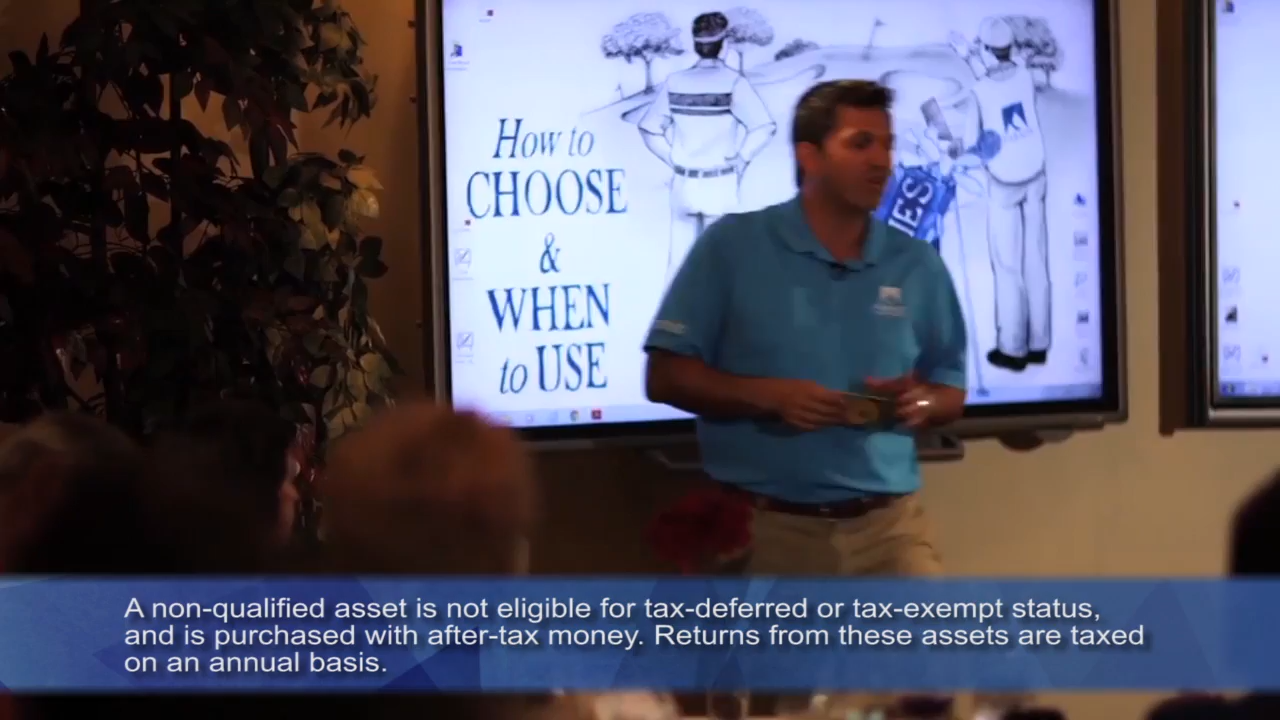 How to
CHOOSE
&
WHEN
to USE
IES
A non-qualified asset is not eligible for tax-deferred or tax-exempt status,
and is purchased with after-tax money. Returns from these assets are taxed
on an annual basis.